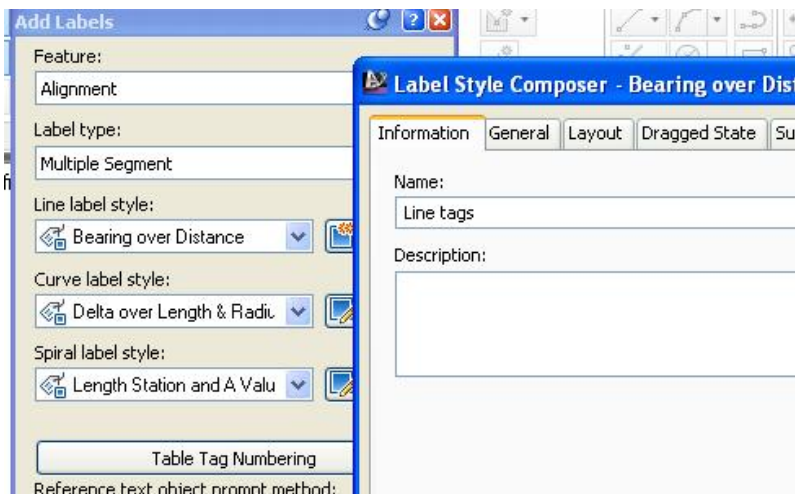 Add Labels
Feature:
Alignment
Label type:
Multiple Segment
Line label style:
Bearing over Distance
Curve label style:
Delta over Length & Radiu
Spiral label style:
Length Station and A Valu
Table Tag Numbering
Reference text object prompt method:
Label Style Composer - Bearing over Dist
Information General Layout Dragged State Su
Name:
Line tags
Description: